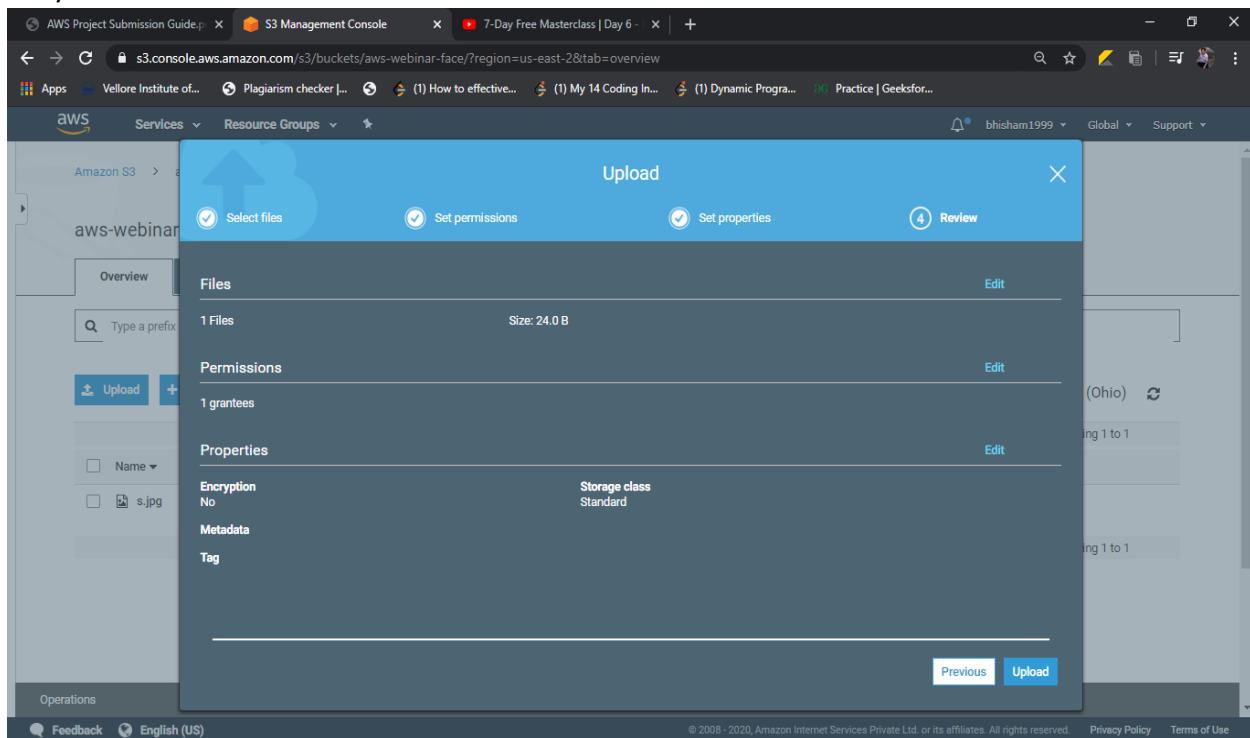 AWS Project Submission Guide.p
S3 Management Console
7-Day Free Masterclass | Day 6 -
s3.console.aws.amazon.com/s3/buckets/aws-webinar-face/?region=us-east-2&tab=overview
Apps Vellore Institute of... Plagiarism checker |... (1) How to effective... (1) My 14 Coding In... (1) Dynamic Progra... Practice | Geeksfor...
aws Services Resource Groups bhisham1999 Global Support
Amazon S3 >
Upload
Select files Set permissions Set properties 4 Review
aws-webinar
Overview
Files Edit
Type a prefix
1 Files Size: 24.0 B
Permissions Edit
Upload + (Ohio)
1 grantees
ing 1 to 1
Properties Edit
Name
Encryption Storage class
No Standard
s.jpg
Metadata
ing 1 to 1
Tag
Previous Upload
Operations
Feedback English (US) © 2008 - 2020, Amazon Internet Services Private Ltd. or its affiliates. All rights reserved. Privacy Policy Terms of Use